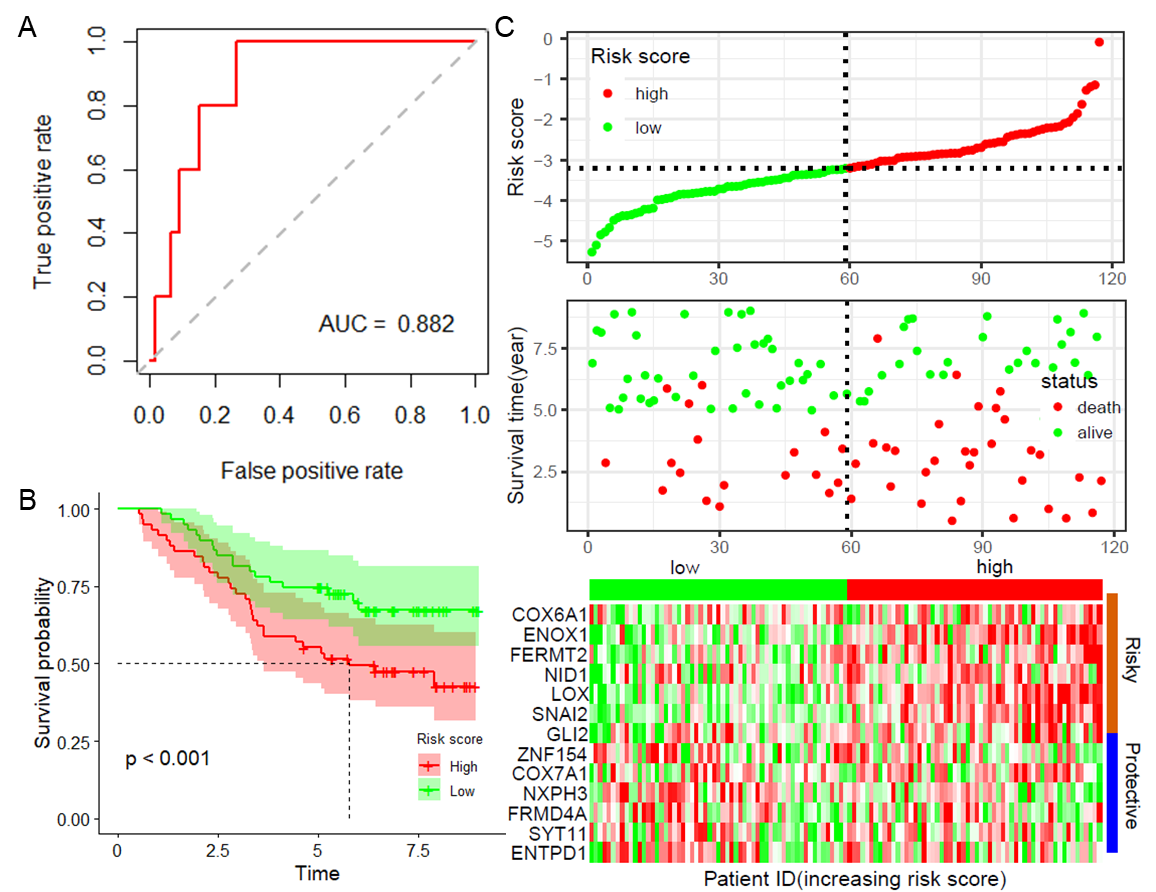 A
1.0
0.8
0.6
0.4
0.2
0.0
True positive rate
AUC = 0.882
0.0 0.2 0.4 0.6 0.8 1.0
False positive rate
B
1.00
0.75
0.50
0.25
0.00
Survival probability
p < 0.001
Risk score
High
Low
0 2.5 5 7.5
Time
C
0
−1
−2
−3
−4
−5
Risk score
Risk score
high
low
0 30 60 90 120
7.5
5.0
2.5
Survival time(year)
status
death
alive
0 30 60 90 120
low high
COX6A1
ENOX1
FERMT2
NID1
LOX
SNAI2
GLI2
ZNF154
COX7A1
NXPH3
FRMD4A
SYT11
ENTPD1
Risky
Protective
Patient ID(increasing risk score)